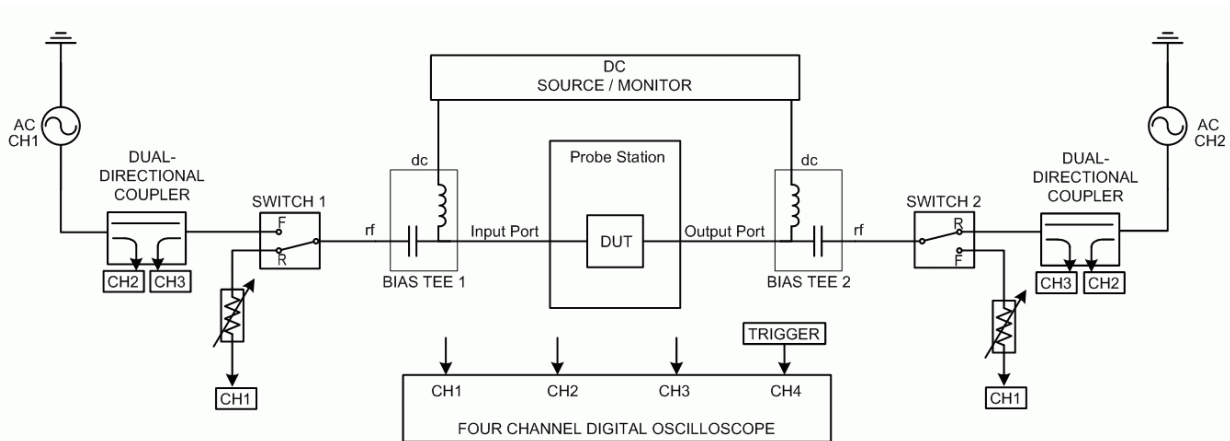 DC
SOURCE / MONITOR
AC
CH1
AC
CH2
DUAL-
DIRECTIONAL
COUPLER
Probe Station
DUAL-
DIRECTIONAL
COUPLER
dc
dc
SWITCH 1
SWITCH 2
F
R
rf
Input Port
DUT
Output Port
rf
R
F
CH2
CH3
BIAS TEE 1
BIAS TEE 2
CH3
CH2
TRIGGER
CH1
CH1
CH1
CH2
CH3
CH4
FOUR CHANNEL DIGITAL OSCILLOSCOPE